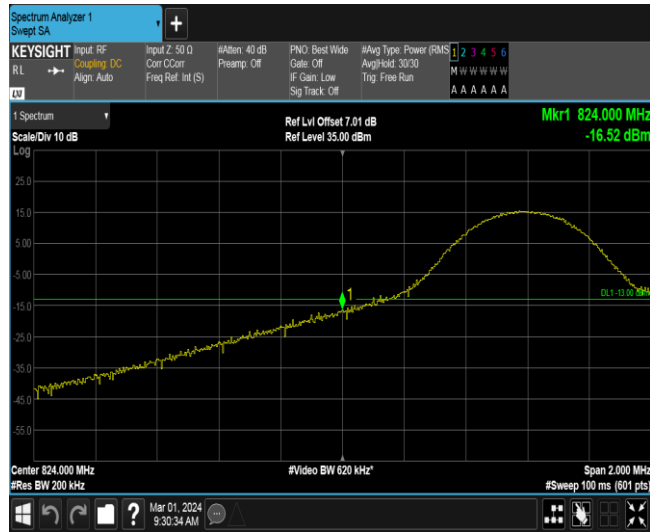 Spectrum Analyzer 1
Swept SA
KEYSIGHT
RL
LXI
Input: RF
Coupling: DC
Align: Auto
Input Z: 50 Ω
Corr CCorr
Freq Ref: Int (S)
#Atten: 40 dB
Preamp: Off
PNO: Best Wide
Gate: Off
IF Gain: Low
Sig Track: Off
#Avg Type: Power (RMS
Avg|Hold: 30/30
Trig: Free Run
1 2 3 4 5 6
M W W W W W
A A A A A A
1 Spectrum
Scale/Div 10 dB
Log
Ref Lvl Offset 7.01 dB
Ref Level 35.00 dBm
Mkr1 824.000 MHz
-16.52 dBm
25.0
15.0
5.00
-5.00
-15.0
-25.0
-35.0
-45.0
-55.0
1
DL1 -13.00 dBm
Center 824.000 MHz
#Res BW 200 kHz
#Video BW 620 kHz*
Span 2.000 MHz
#Sweep 100 ms (601 pts)
?
Mar 01, 2024
9:30:34 AM